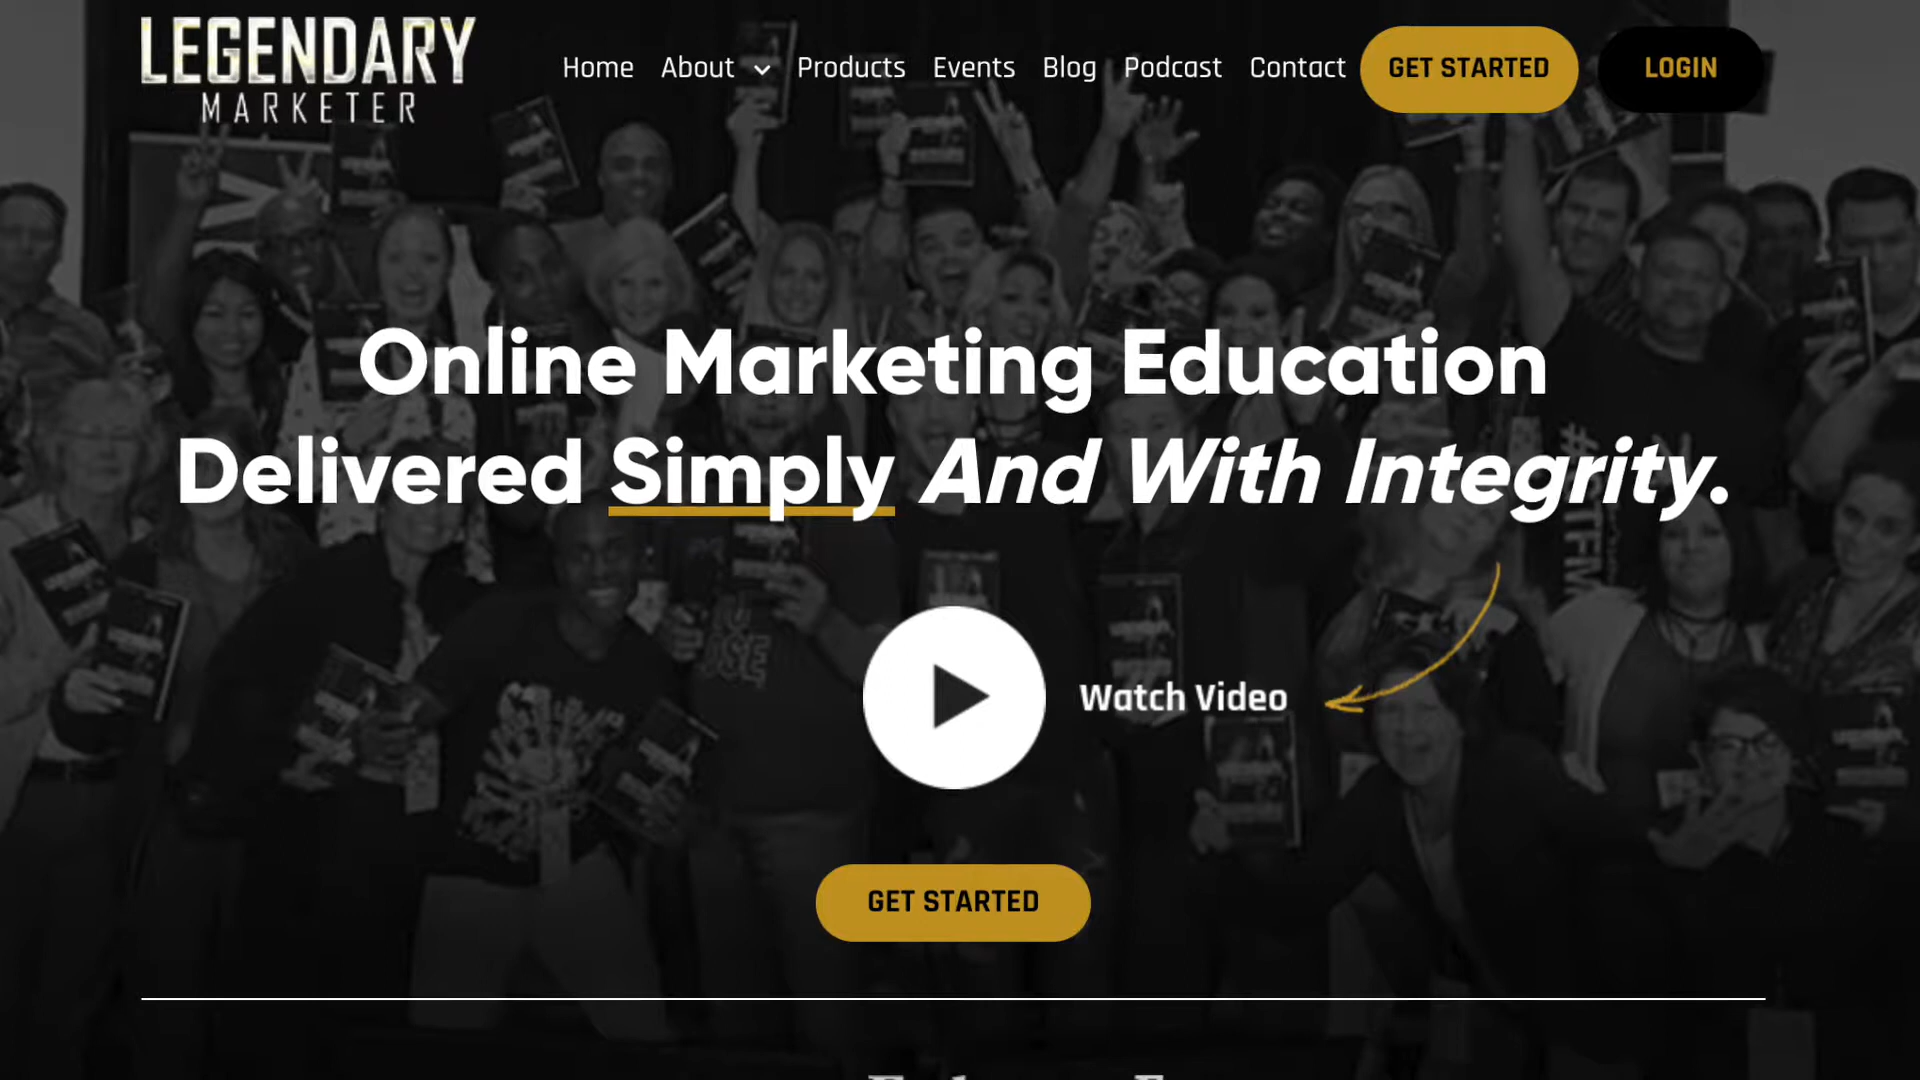 LEGENDARY
MARKETER
Home About Products Events Blog Podcast Contact GET STARTED LOGIN
Online Marketing Education
Delivered Simply And With Integrity.
Watch Video
GET STARTED